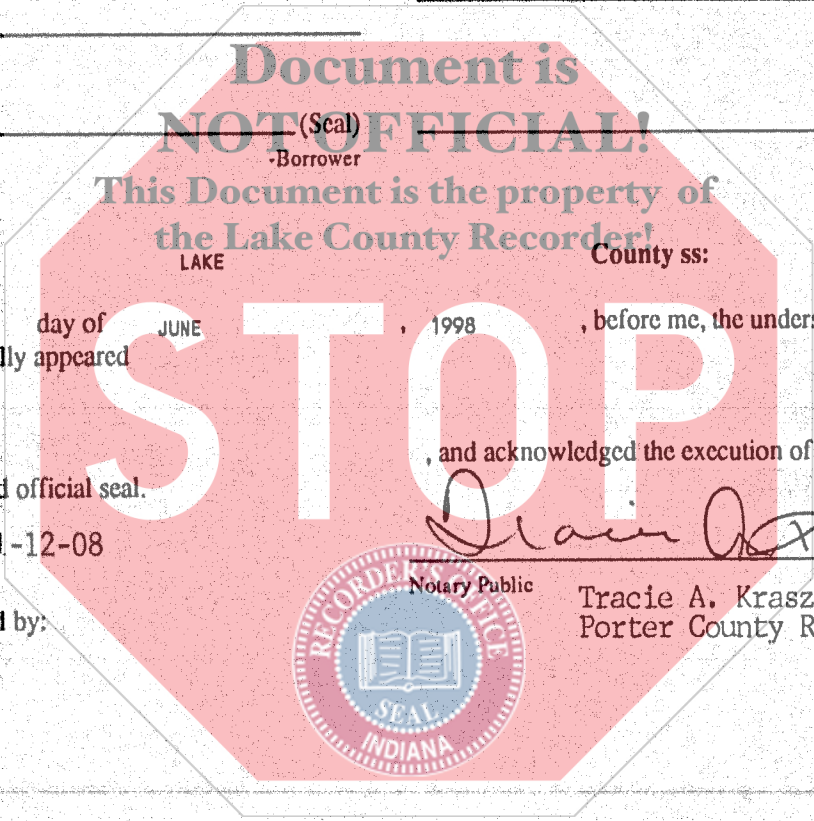 Document is
NOT OFFICIAL!
(Seal)
-Borrower
This Document is the property of
the Lake County Recorder!
LAKE County ss:
day of JUNE , 1998 , before me, the unders
lly appeared
STOP
, and acknowledged the execution of
d official seal.
-12-08
Notary Public
Tracie A. Krasz
d by: Porter County R
RECORDER'S OFFICE
SEAL
INDIANA